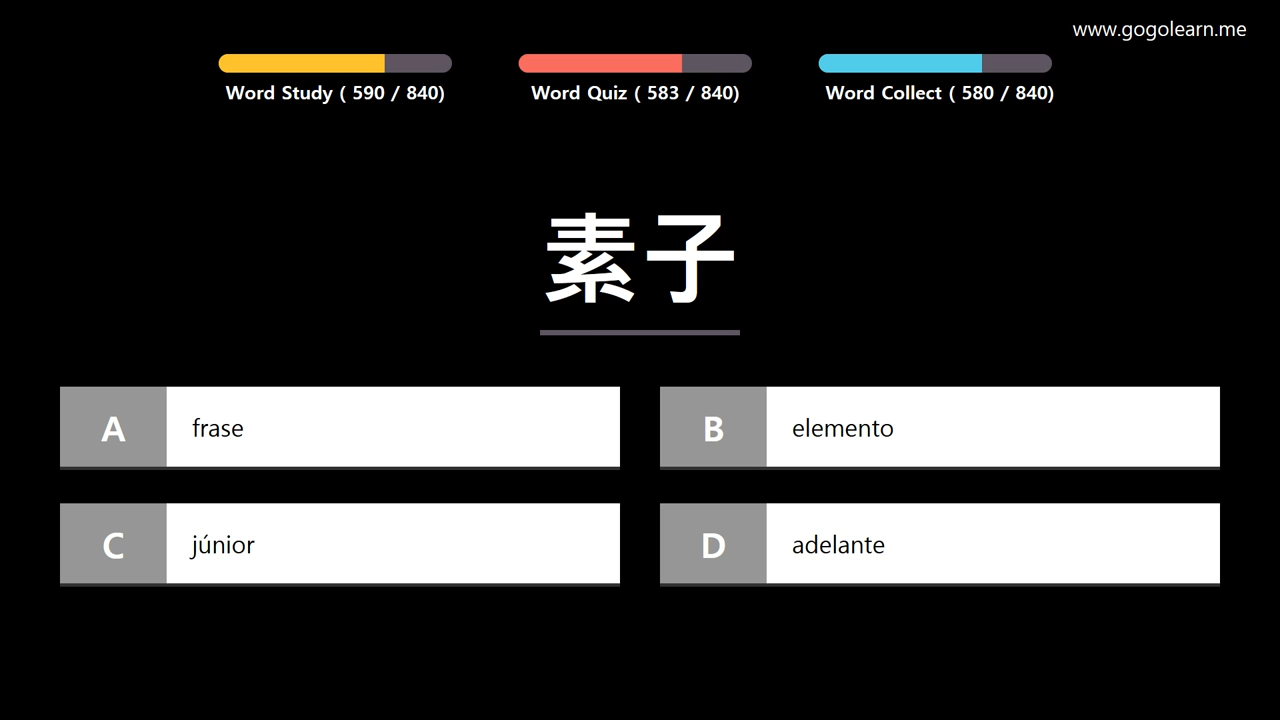 www.gogolearn.me
Word Study ( 590 / 840)
Word Quiz ( 583 / 840)
Word Collect ( 580 / 840)
素子
A frase
B elemento
C júnior
D adelante